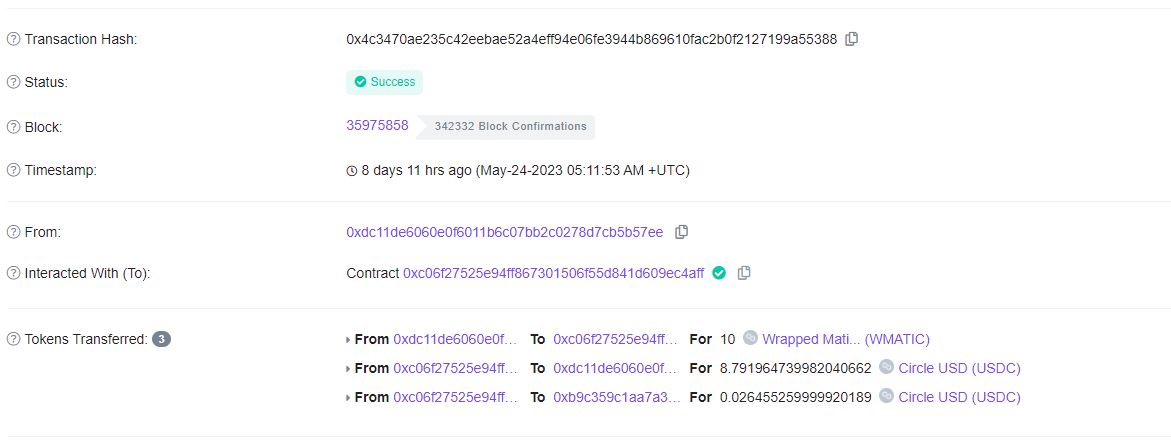 Transaction Hash: 0x4c3470ae235c42eebae52a4eff94e06fe3944b869610fac2b0f2127199a55388
Status: Success
Block: 35975858 342332 Block Confirmations
Timestamp: 8 days 11 hrs ago (May-24-2023 05:11:53 AM +UTC)
From: 0xdc11de6060e0f6011b6c07bb2c0278d7cb5b57ee
Interacted With (To): Contract 0xc06f27525e94ff867301506f55d841d609ec4aff
Tokens Transferred: 3 From 0xdc11de6060e0f... To 0xc06f27525e94ff... For 10 Wrapped Mati... (WMATIC)
From 0xc06f27525e94ff... To 0xdc11de6060e0f... For 8.791964739982040662 Circle USD (USDC)
From 0xc06f27525e94ff... To 0xb9c359c1aa7a3... For 0.026455259999920189 Circle USD (USDC)